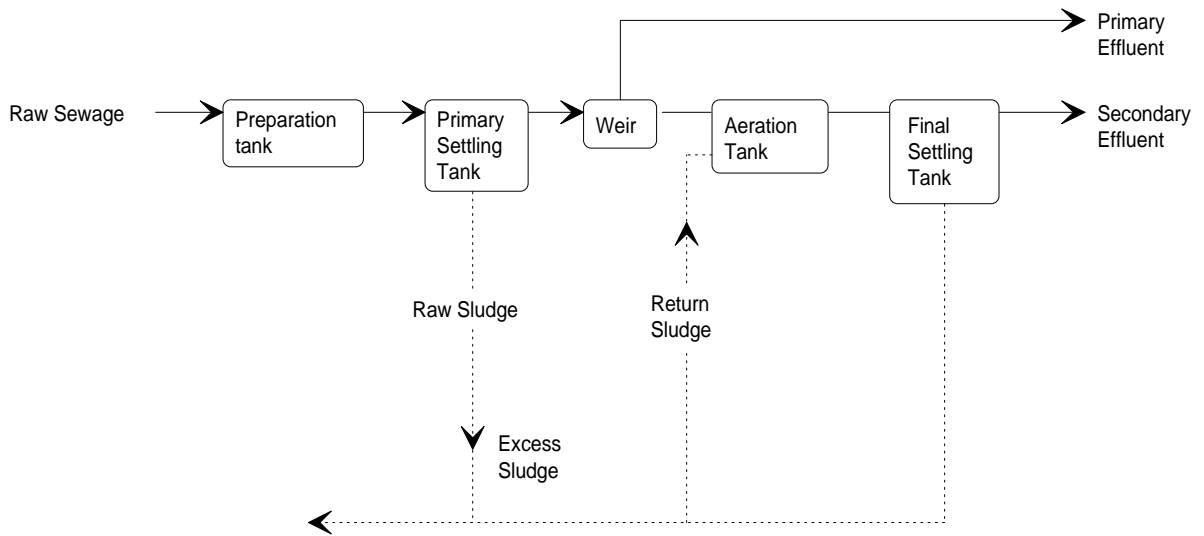 Primary
Effluent
Raw Sewage
Preparation
tank
Primary
Settling
Tank
Weir
Aeration
Tank
Final
Settling
Tank
Secondary
Effluent
Raw Sludge
Return
Sludge
Excess
Sludge